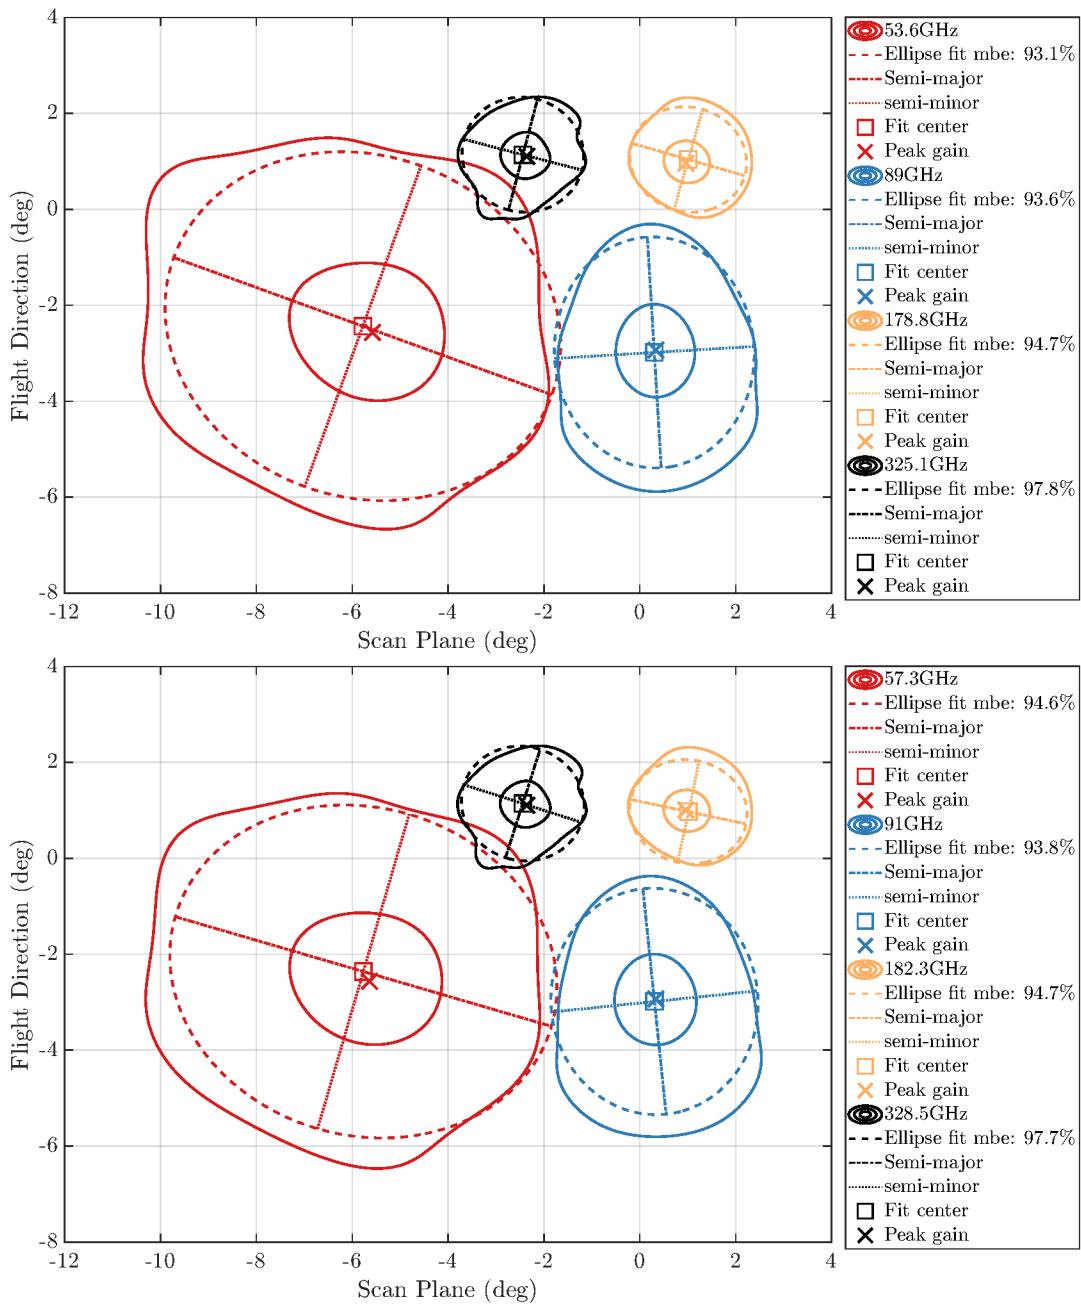 4
2
0
-2
-4
-6
-8
Flight Direction (deg)
-12 -10 -8 -6 -4 -2 0 2 4
Scan Plane (deg)
53.6GHz
Ellipse fit mbe: 93.1%
Semi-major
semi-minor
Fit center
Peak gain
89GHz
Ellipse fit mbe: 93.6%
Semi-major
semi-minor
Fit center
Peak gain
178.8GHz
Ellipse fit mbe: 94.7%
Semi-major
semi-minor
Fit center
Peak gain
325.1GHz
Ellipse fit mbe: 97.8%
Semi-major
semi-minor
Fit center
Peak gain
4
2
0
-2
-4
-6
-8
Flight Direction (deg)
-12 -10 -8 -6 -4 -2 0 2 4
Scan Plane (deg)
57.3GHz
Ellipse fit mbe: 94.6%
Semi-major
semi-minor
Fit center
Peak gain
91GHz
Ellipse fit mbe: 93.8%
Semi-major
semi-minor
Fit center
Peak gain
182.3GHz
Ellipse fit mbe: 94.7%
Semi-major
semi-minor
Fit center
Peak gain
328.5GHz
Ellipse fit mbe: 97.7%
Semi-major
semi-minor
Fit center
Peak gain